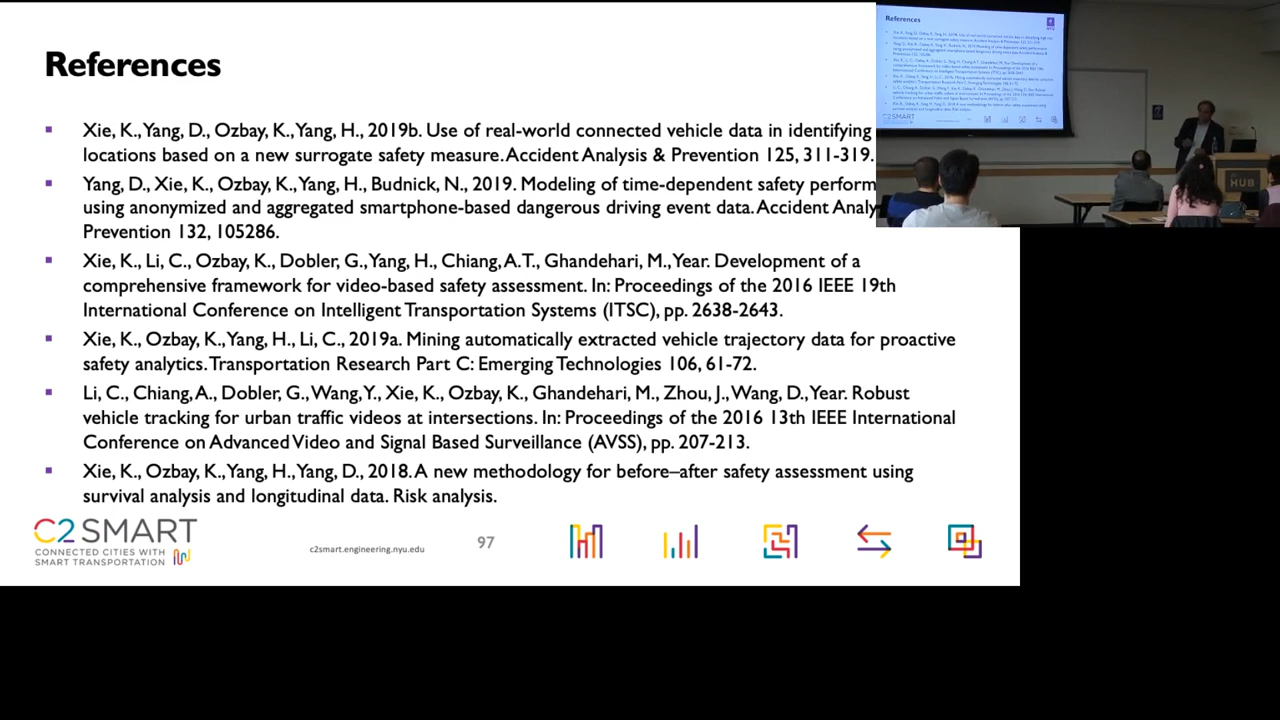 References
Xie, K., Yang, D., Ozbay, K., Yang, H., 2019b. Use of real-world connected vehicle data in identifying
locations based on a new surrogate safety measure. Accident Analysis & Prevention 125, 311-319.
Yang, D., Xie, K., Ozbay, K., Yang, H., Budnick, N., 2019. Modeling of time-dependent safety perform
using anonymized and aggregated smartphone-based dangerous driving event data. Accident Analy
Prevention 132, 105286.
Xie, K., Li, C., Ozbay, K., Dobler, G., Yang, H., Chiang, A.T., Ghandehari, M., Year. Development of a
comprehensive framework for video-based safety assessment. In: Proceedings of the 2016 IEEE 19th
International Conference on Intelligent Transportation Systems (ITSC), pp. 2638-2643.
Xie, K., Ozbay, K., Yang, H., Li, C., 2019a. Mining automatically extracted vehicle trajectory data for proactive
safety analytics. Transportation Research Part C: Emerging Technologies 106, 61-72.
Li, C., Chiang, A., Dobler, G., Wang, Y., Xie, K., Ozbay, K., Ghandehari, M., Zhou, J., Wang, D., Year. Robust
vehicle tracking for urban traffic videos at intersections. In: Proceedings of the 2016 13th IEEE International
Conference on Advanced Video and Signal Based Surveillance (AVSS), pp. 207-213.
Xie, K., Ozbay, K., Yang, H., Yang, D., 2018. A new methodology for before–after safety assessment using
survival analysis and longitudinal data. Risk analysis.
C2 SMART
CONNECTED CITIES WITH
SMART TRANSPORTATION
c2smart.engineering.nyu.edu
97
References
C2 SMART
HUB